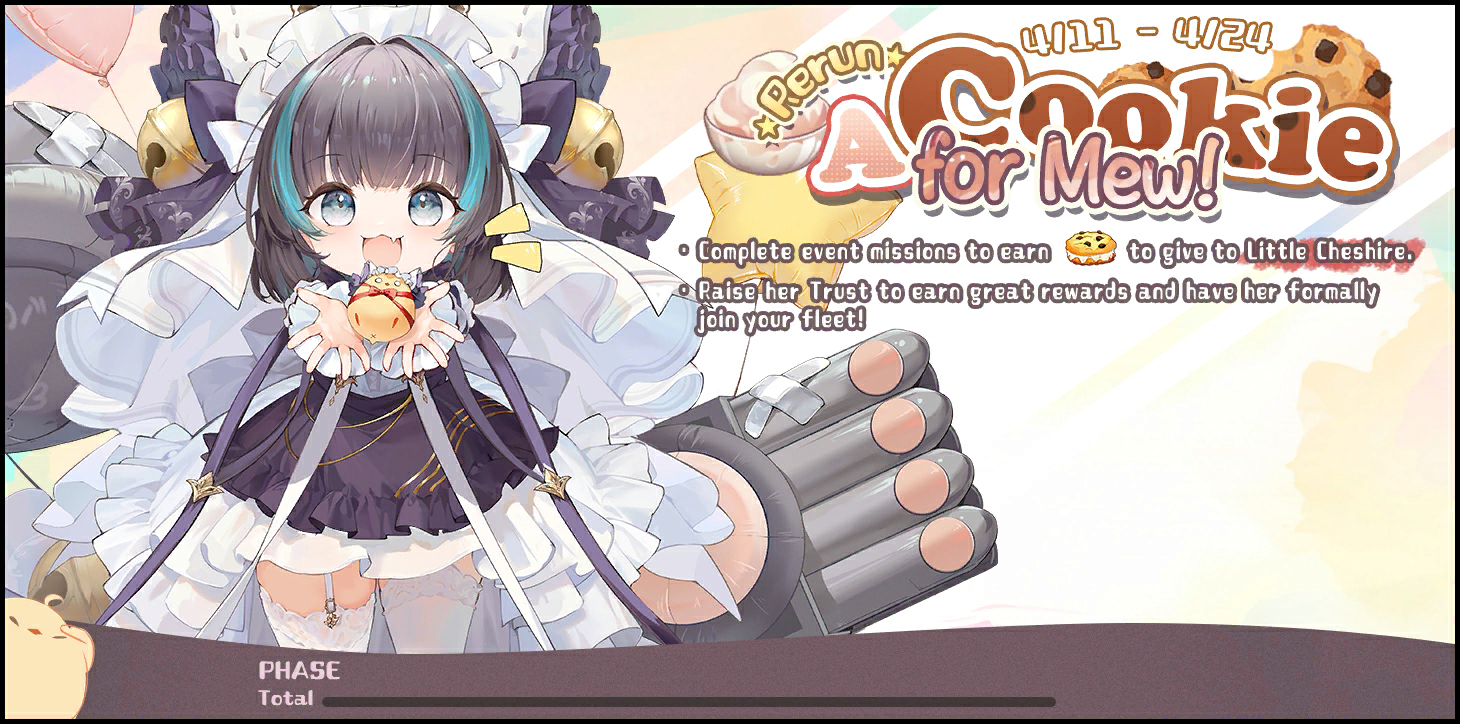 4/11 - 4/24
Rerun
A Cookie
for Mew!
• Complete event missions to earn to give to Little Cheshire.
• Raise her Trust to earn great rewards and have her formally
join your fleet!
PHASE
Total